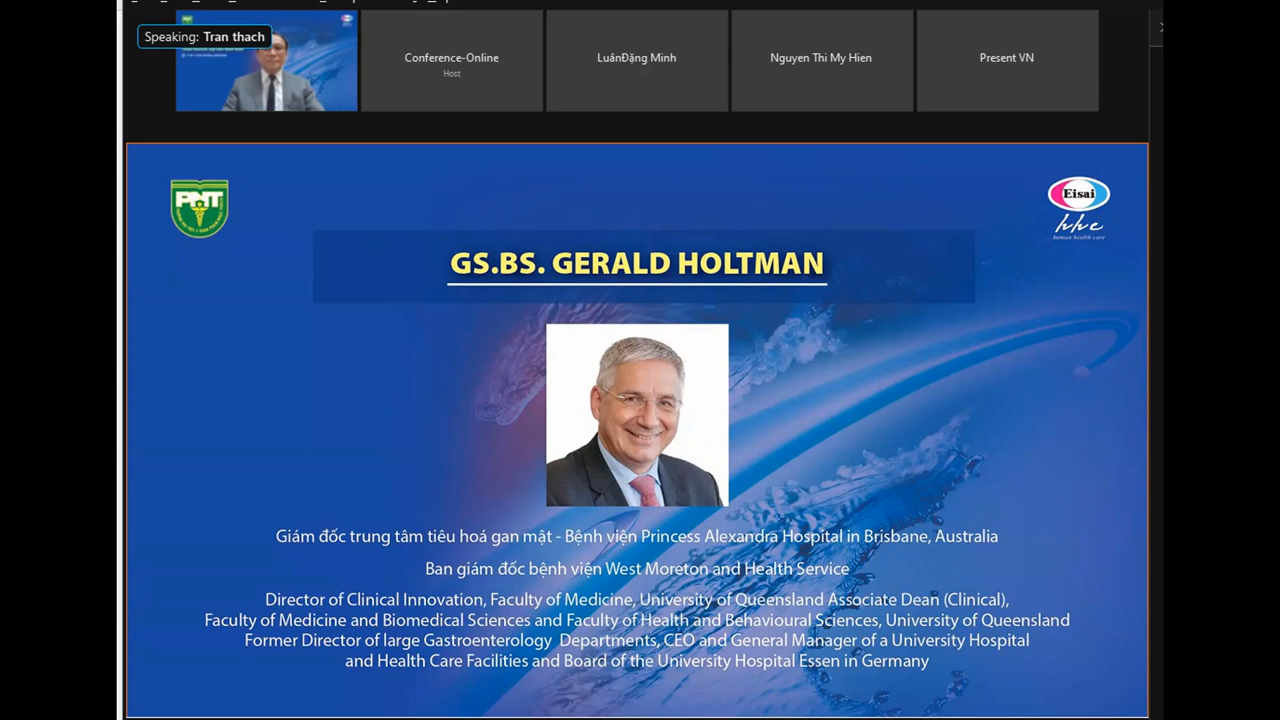 Speaking: Tran thach
Conference-Online
Host
LuânĐặng Minh
Nguyen Thi My Hien
Present VN
PNT
Eisai
hhc
human health care
GS.BS. GERALD HOLTMAN
Giám đốc trung tâm tiêu hoá gan mật - Bệnh viện Princess Alexandra Hospital in Brisbane, Australia
Ban giám đốc bệnh viện West Moreton and Health Service
Director of Clinical Innovation, Faculty of Medicine, University of Queensland Associate Dean (Clinical),
Faculty of Medicine and Biomedical Sciences and Faculty of Health and Behavioural Sciences, University of Queensland
Former Director of large Gastroenterology Departments, CEO and General Manager of a University Hospital
and Health Care Facilities and Board of the University Hospital Essen in Germany